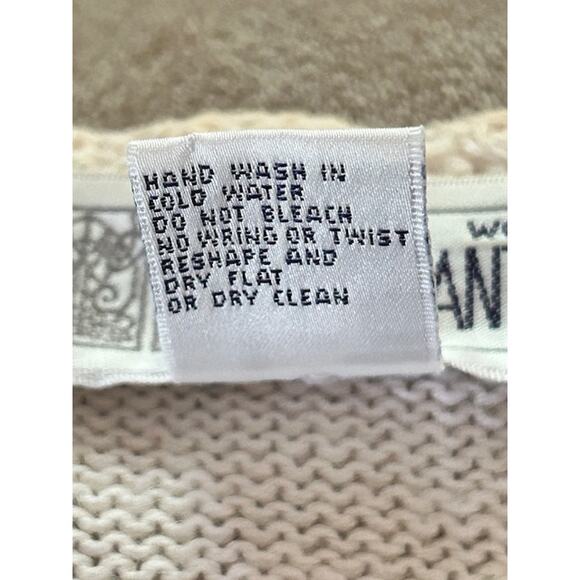 HAND WASH IN
COLD WATER
DO NOT BLEACH
NO WRING OR TWIST
RESHAPE AND
DRY FLAT
OR DRY CLEAN